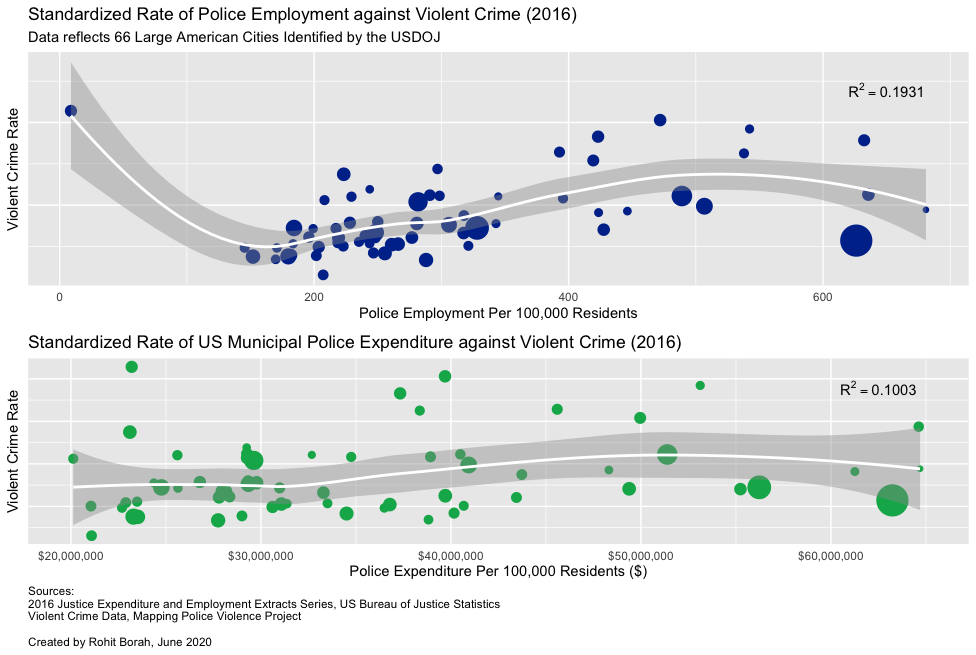 Standardized Rate of Police Employment against Violent Crime (2016)
Data reflects 66 Large American Cities Identified by the USDOJ
Violent Crime Rate
R² = 0.1931
0 200 400 600
Police Employment Per 100,000 Residents
Standardized Rate of US Municipal Police Expenditure against Violent Crime (2016)
Violent Crime Rate
R² = 0.1003
$20,000,000 $30,000,000 $40,000,000 $50,000,000 $60,000,000
Police Expenditure Per 100,000 Residents ($)
Sources:
2016 Justice Expenditure and Employment Extracts Series, US Bureau of Justice Statistics
Violent Crime Data, Mapping Police Violence Project
Created by Rohit Borah, June 2020